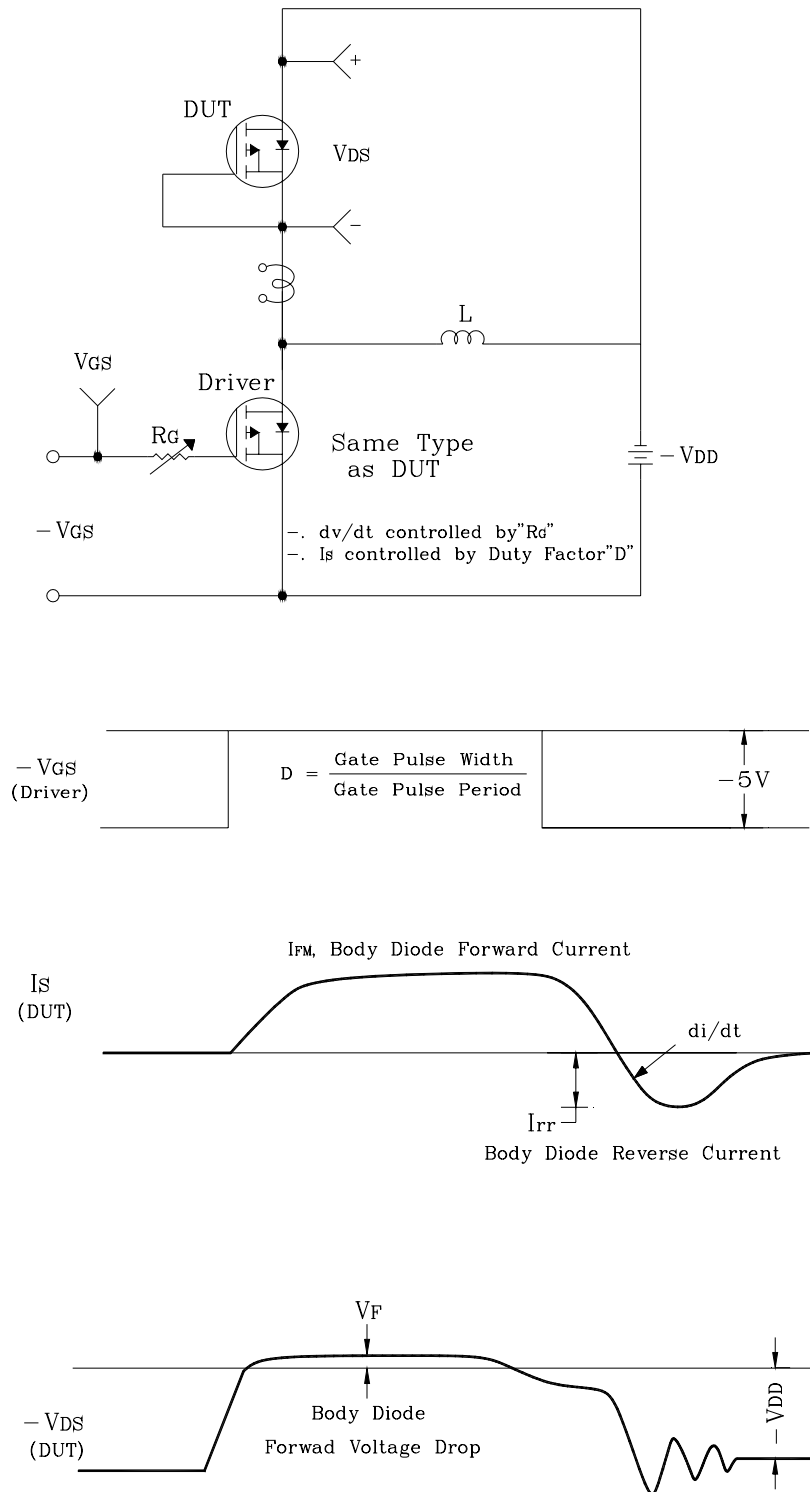 +
DUT
VDS
-
L
VGS
Driver
RG
Same Type
as DUT
-VDD
-VGS
-. dv/dt controlled by"RG"
-. IS controlled by Duty Factor"D"
-VGS
(Driver)
D = Gate Pulse Width
Gate Pulse Period
-5V
IFM, Body Diode Forward Current
IS
(DUT)
di/dt
Irr
Body Diode Reverse Current
VF
-VDD
-VDS
(DUT)
Body Diode
Forwad Voltage Drop